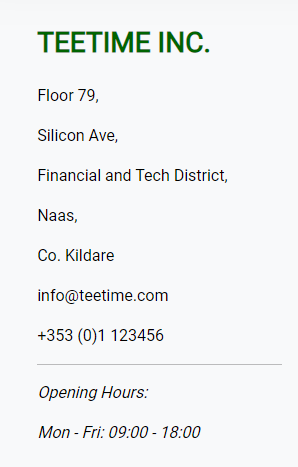 TEETIME INC.
Floor 79,
Silicon Ave,
Financial and Tech District,
Naas,
Co. Kildare
info@teetime.com
+353 (0)1 123456
Opening Hours:
Mon - Fri: 09:00 - 18:00